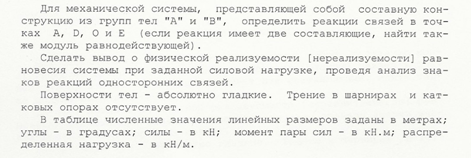 Для механической системы, представляющей собой составную кон-
струкцию из групп тел "А" и "В", определить реакции связей в точ-
ках А, D, О и Е (если реакция имеет две составляющие, найти так-
же модуль равнодействующей).
Сделать вывод о физической реализуемости [нереализуемости] рав-
новесия системы при заданной силовой нагрузке, проведя анализ зна-
ков реакций односторонних связей.
Поверхности тел - абсолютно гладкие. Трение в шарнирах и кат-
ковых опорах отсутствует.
В таблице численные значения линейных размеров заданы в метрах;
углы - в градусах; силы - в кН; момент пары сил - в кН.м; распре-
деленная нагрузка - в кН/м.